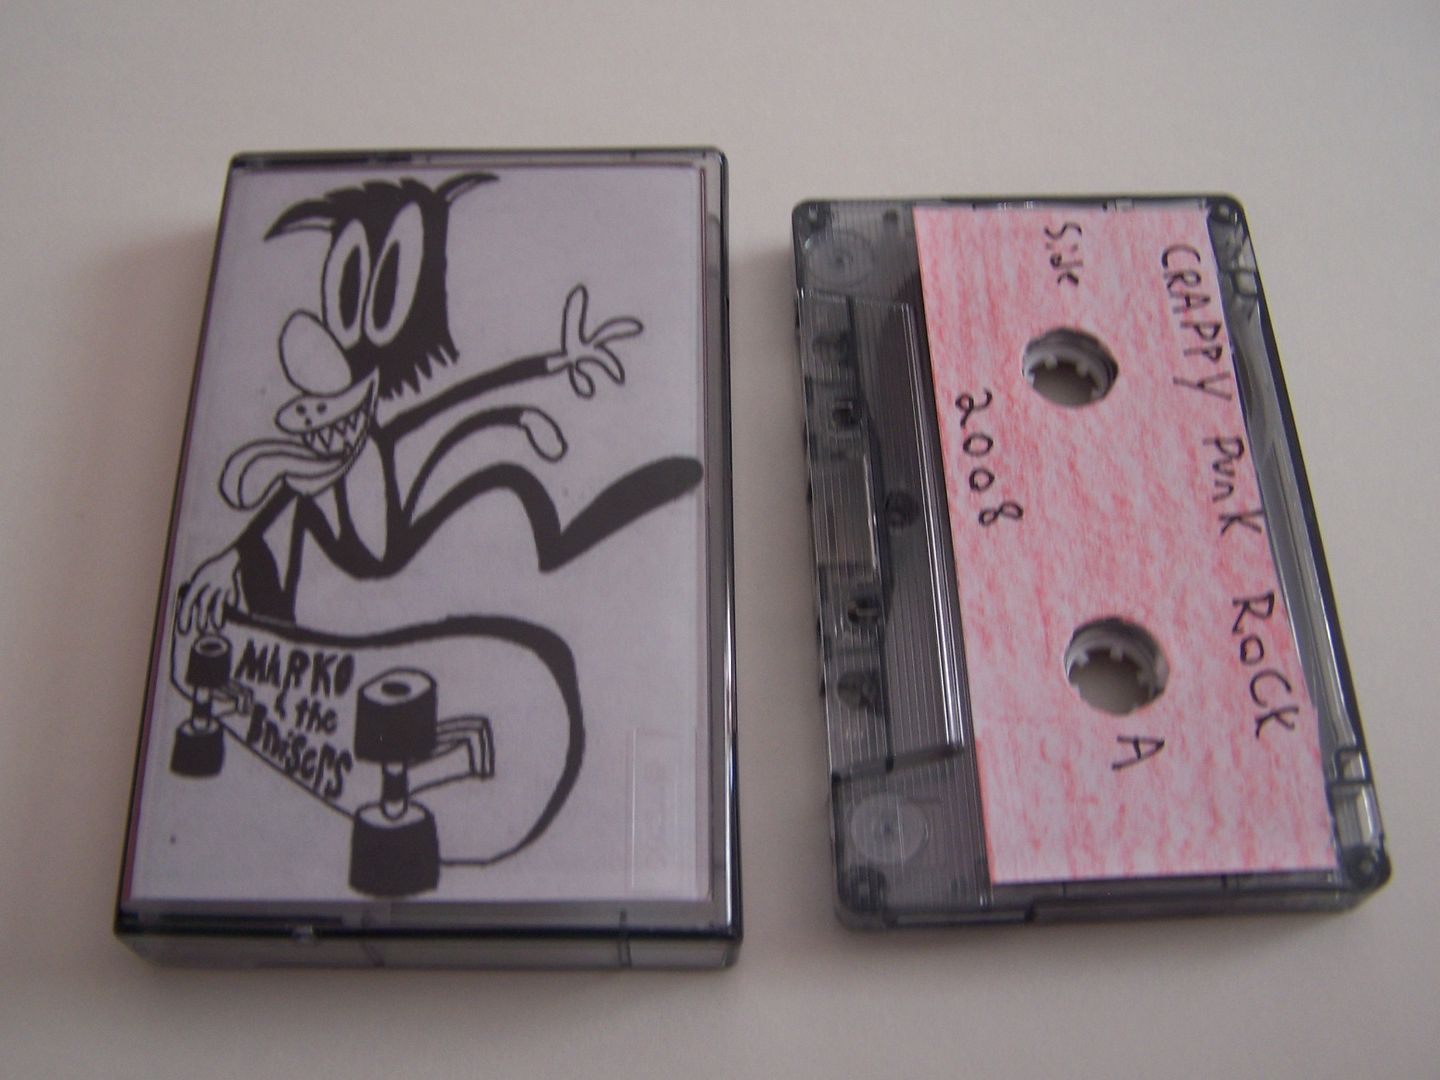 MARKO
& the
Bruisers
CRAPPY PUNK ROCK
Side A
2008